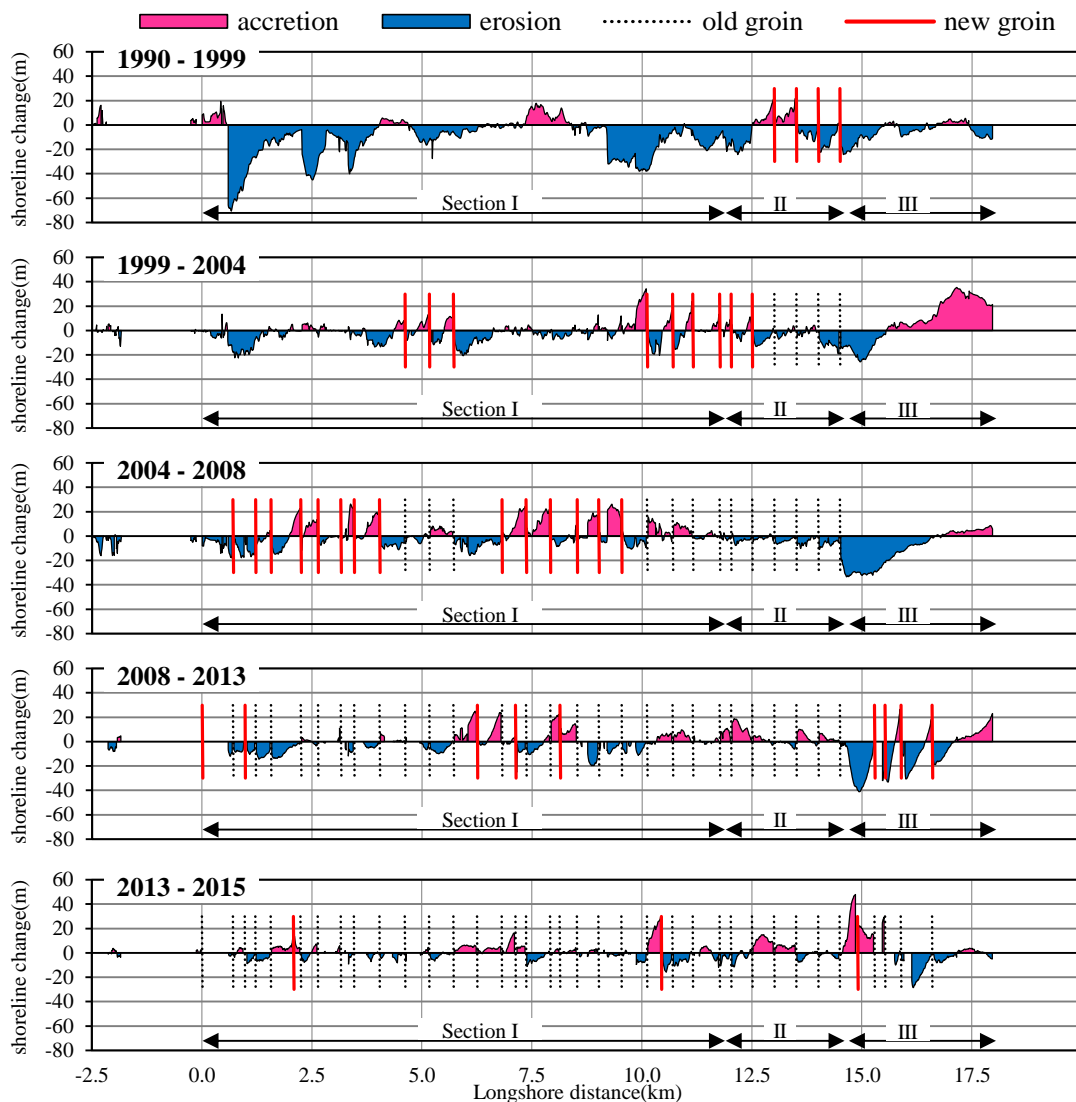 accretion erosion old groin new groin
shoreline change(m)
60
40
20
0
-20
-40
-60
-80
1990 - 1999
Section I II III
shoreline change(m)
60
40
20
0
-20
-40
-60
-80
1999 - 2004
Section I II III
shoreline change(m)
60
40
20
0
-20
-40
-60
-80
2004 - 2008
Section I II III
shoreline change(m)
60
40
20
0
-20
-40
-60
-80
2008 - 2013
Section I II III
shoreline change(m)
60
40
20
0
-20
-40
-60
-80
2013 - 2015
Section I II III
-2.5 0.0 2.5 5.0 7.5 10.0 12.5 15.0 17.5
Longshore distance(km)